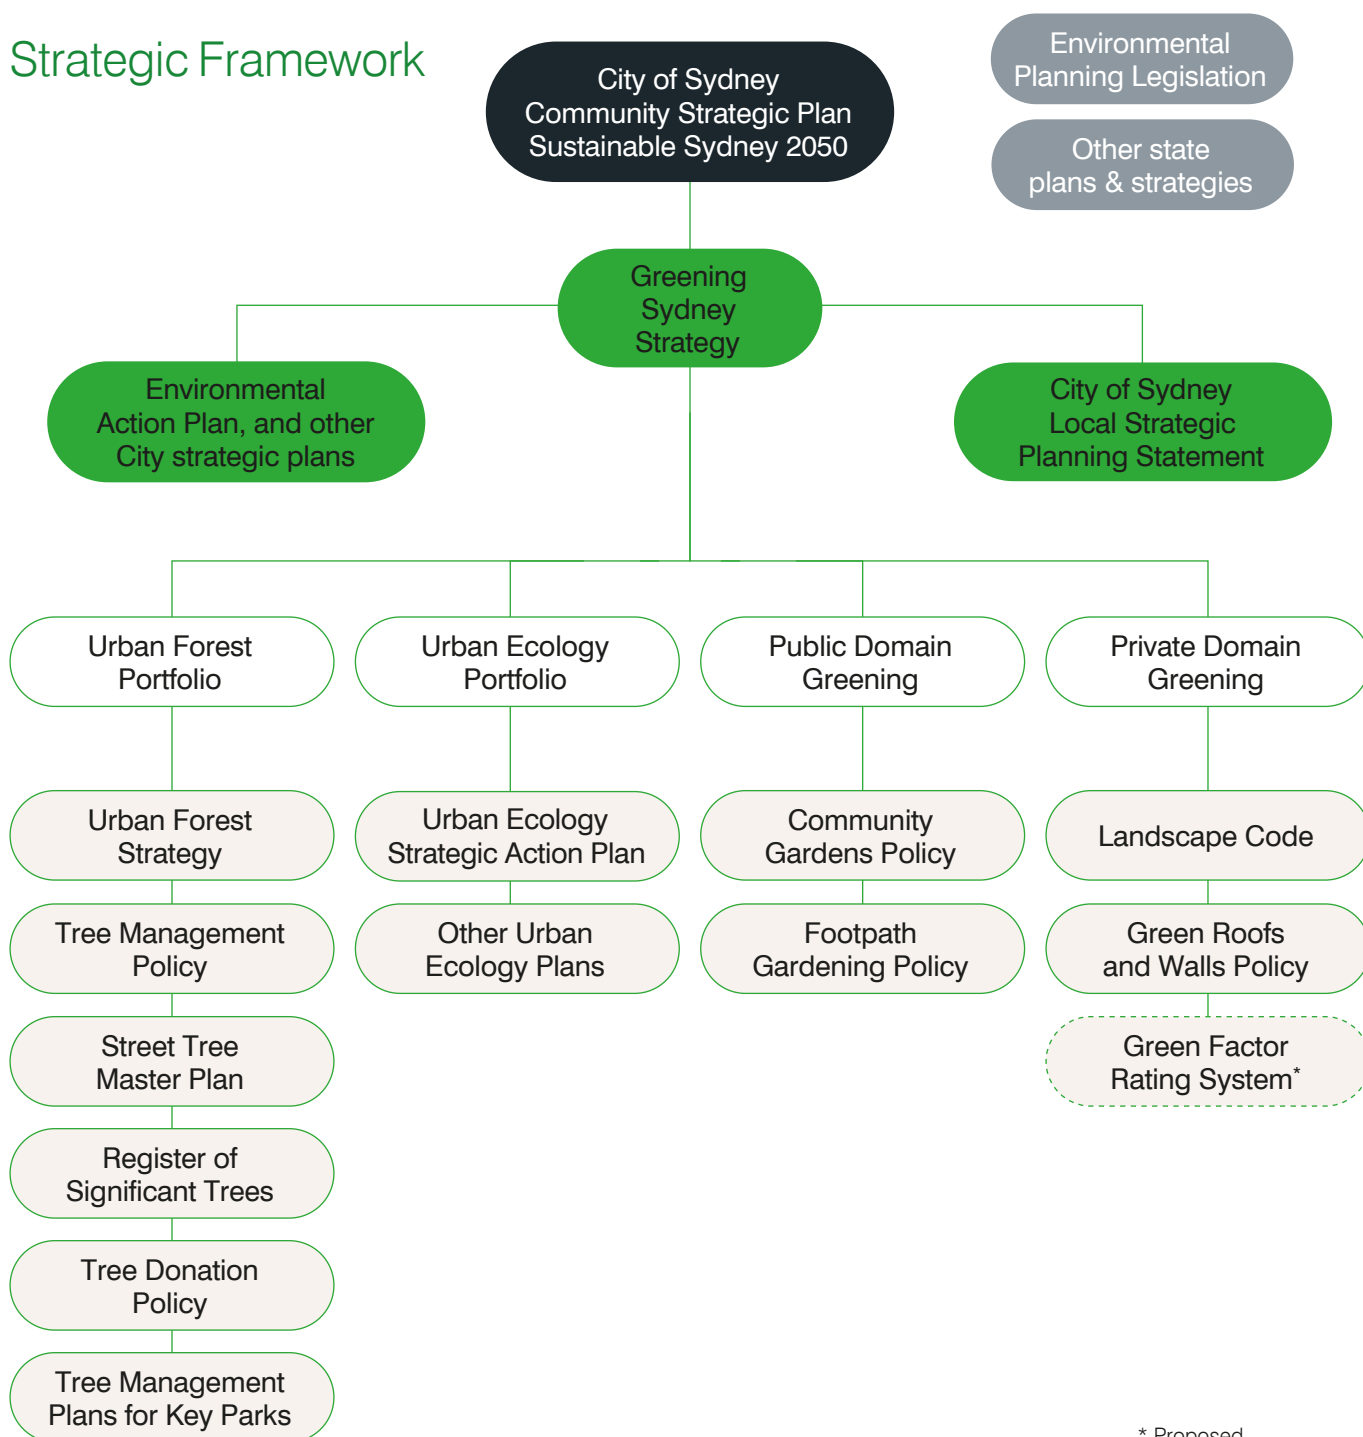 Strategic Framework
City of Sydney
Community Strategic Plan
Sustainable Sydney 2050
Environmental
Planning Legislation
Other state
plans & strategies
Greening
Sydney
Strategy
Environmental
Action Plan, and other
City strategic plans
City of Sydney
Local Strategic
Planning Statement
Urban Forest
Portfolio
Urban Ecology
Portfolio
Public Domain
Greening
Private Domain
Greening
Urban Forest
Strategy
Urban Ecology
Strategic Action Plan
Community
Gardens Policy
Landscape Code
Tree Management
Policy
Other Urban
Ecology Plans
Footpath
Gardening Policy
Green Roofs
and Walls Policy
Street Tree
Master Plan
Green Factor
Rating System*
Register of
Significant Trees
Tree Donation
Policy
Tree Management
Plans for Key Parks
* Proposed